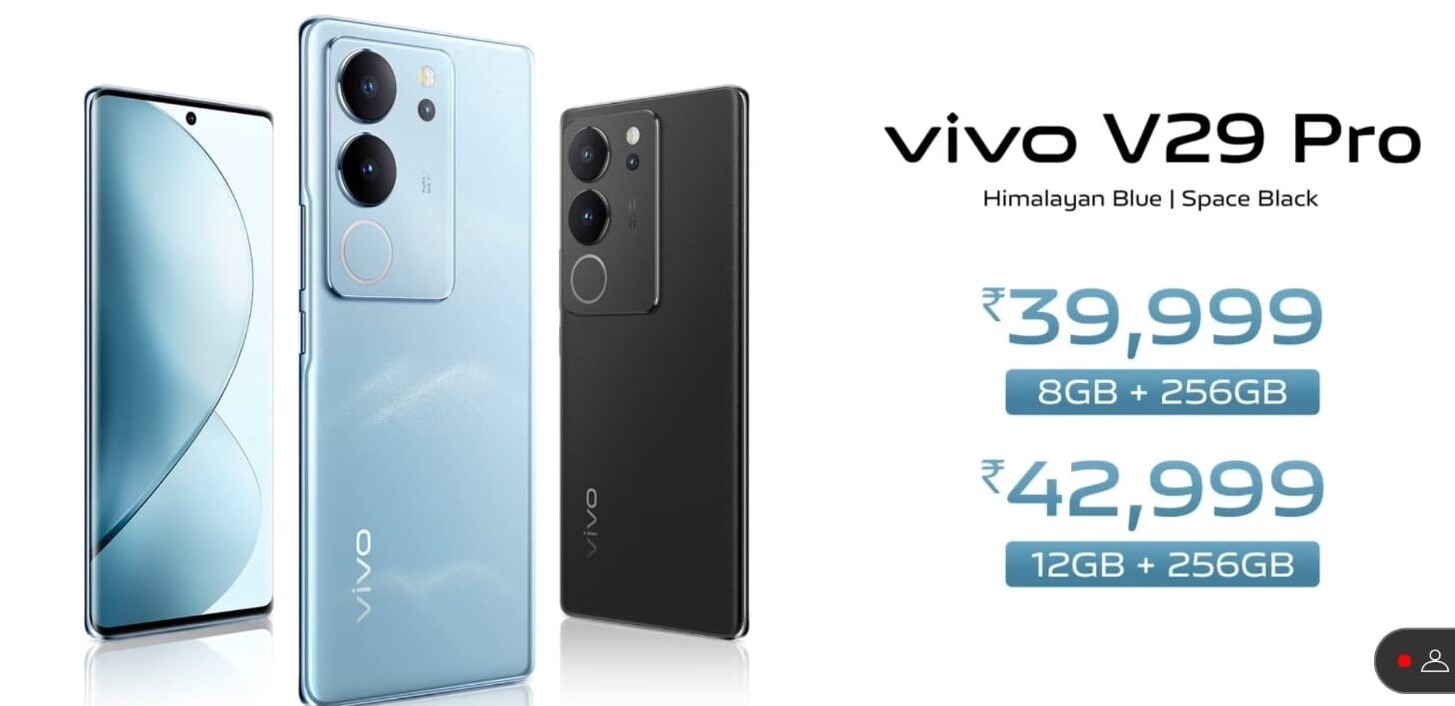 vivo V29 Pro
Himalayan Blue | Space Black
₹39,999
8GB + 256GB
₹42,999
12GB + 256GB
vivo
vivo